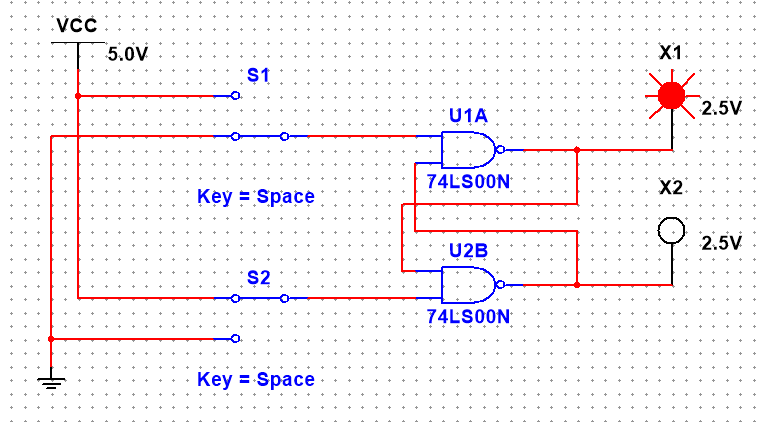 VCC
5.0V
S1
X1
2.5V
U1A
74LS00N
Key = Space
X2
2.5V
U2B
S2
74LS00N
Key = Space